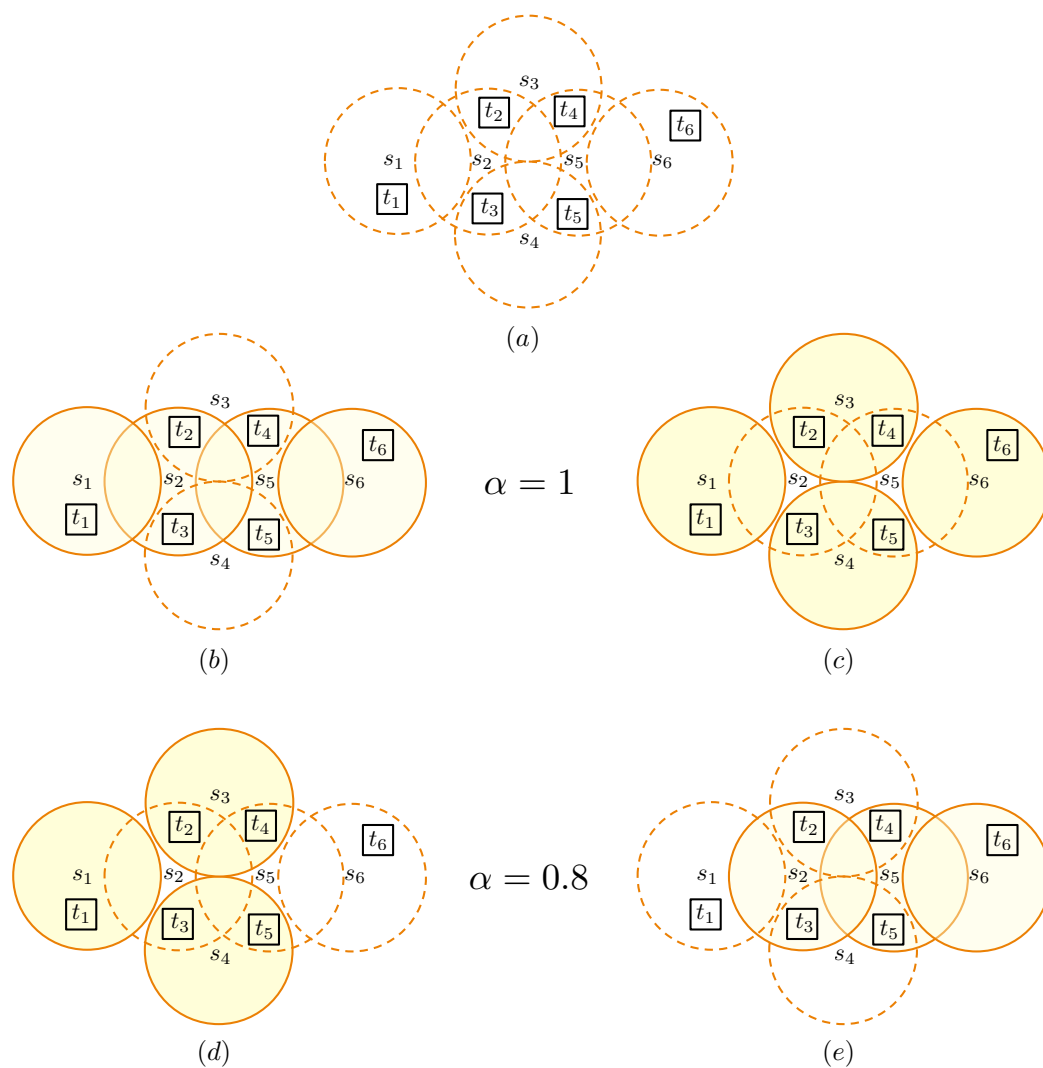 s₃
t₂ t₄
t₆
s₁ s₂ s₅ s₆
t₁ t₃ t₅
s₄
(a)
s₃
t₂ t₄ t₆
s₁ s₂ s₅ s₆
t₁ t₃ t₅
s₄
(b)
α = 1
s₃
t₂ t₄ t₆
s₁ s₂ s₅ s₆
t₁ t₃ t₅
s₄
(c)
s₃
t₂ t₄ t₆
s₁ s₂ s₅ s₆
t₁ t₃ t₅
s₄
(d)
α = 0.8
s₃
t₂ t₄ t₆
s₁ s₂ s₅ s₆
t₁ t₃ t₅
s₄
(e)